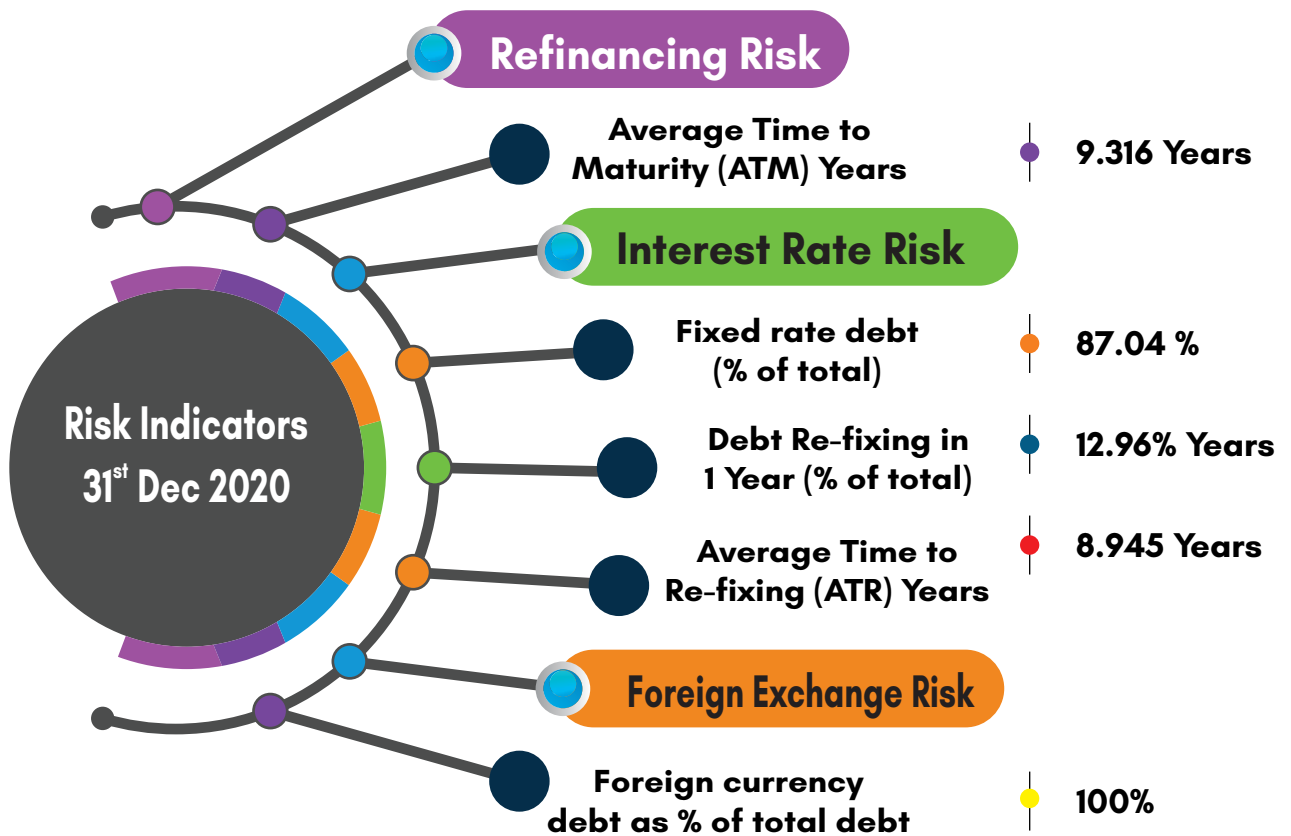 Refinancing Risk
Average Time to
Maturity (ATM) Years
9.316 Years
Interest Rate Risk
Fixed rate debt
(% of total)
87.04 %
Risk Indicators
31st Dec 2020
Debt Re-fixing in
1 Year (% of total)
12.96% Years
Average Time to
Re-fixing (ATR) Years
8.945 Years
Foreign Exchange Risk
Foreign currency
debt as % of total debt
100%